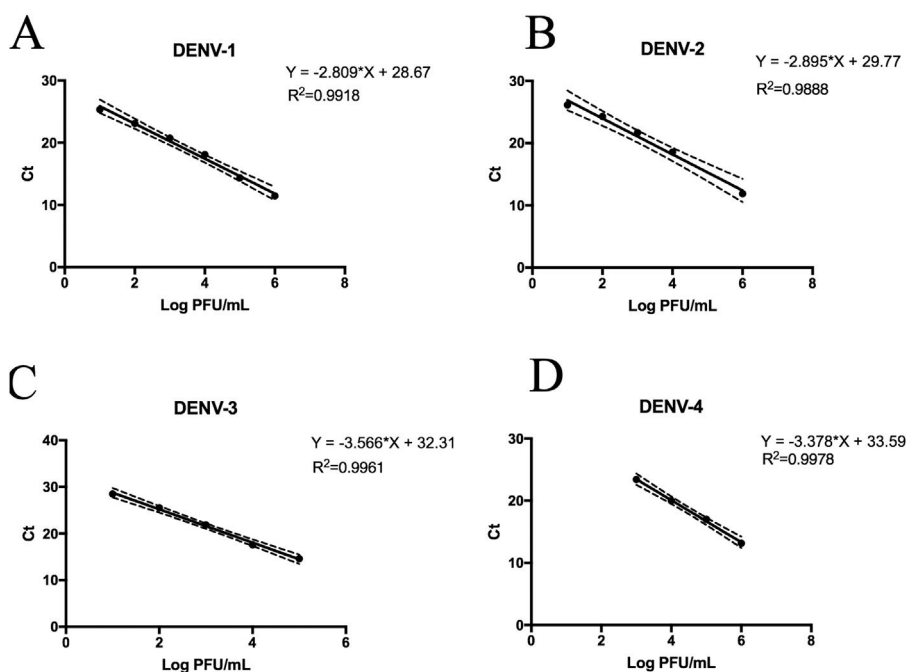 A
DENV-1
Y = -2.809*X + 28.67
R²=0.9918
30
20
10
0
Ct
0 2 4 6 8
Log PFU/mL
B
DENV-2
Y = -2.895*X + 29.77
R²=0.9888
30
20
10
0
Ct
0 2 4 6 8
Log PFU/mL
C
DENV-3
Y = -3.566*X + 32.31
R²=0.9961
40
30
20
10
0
Ct
0 2 4 6
Log PFU/mL
D
DENV-4
Y = -3.378*X + 33.59
R²=0.9978
30
20
10
0
Ct
0 2 4 6 8
Log PFU/mL